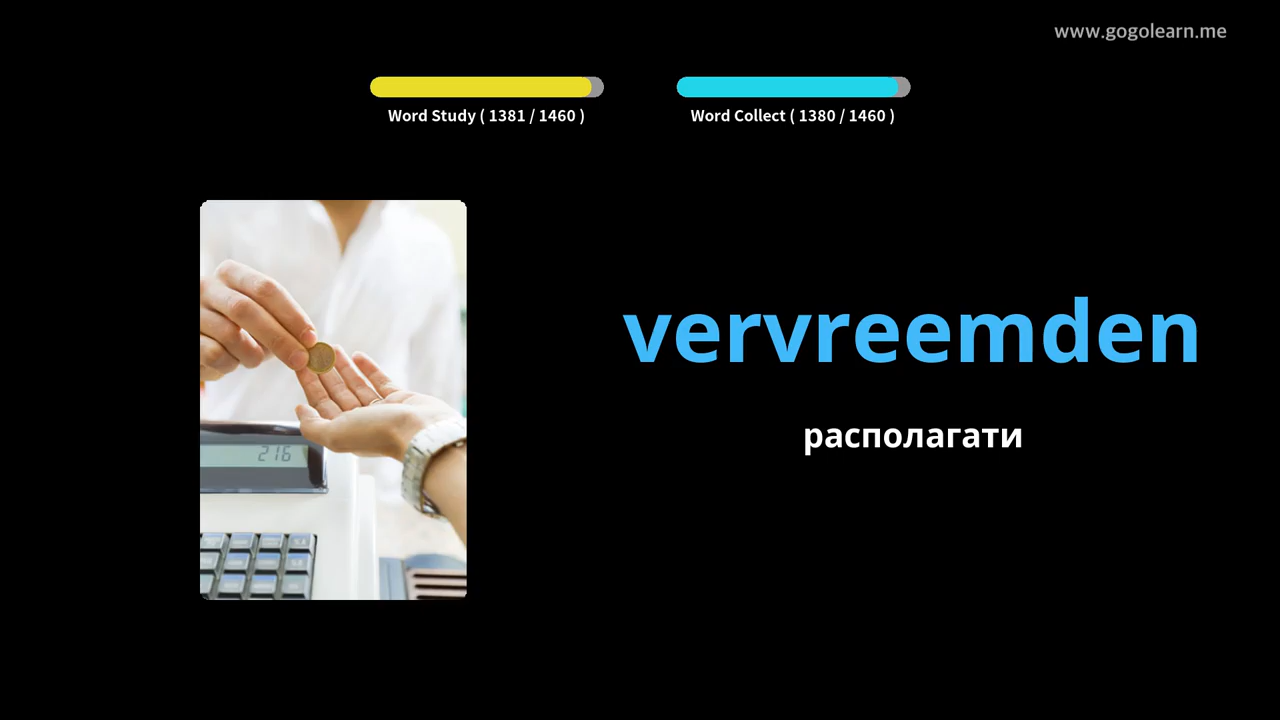 www.gogolearn.me
Word Study ( 1381 / 1460 )
Word Collect ( 1380 / 1460 )
216
vervreemden
располагати